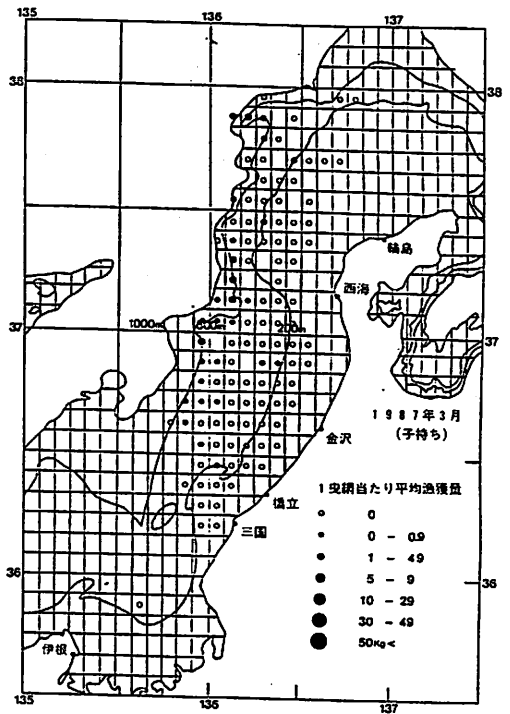 135
136
137
38
38
輪島
西海
1000m
500m
200m
37
37
1987年3月
(子持ち)
金沢
1曳網当たり平均漁獲量
0
0 - 0.9
1 - 4.9
5 - 9
10 - 29
30 - 49
50Kg<
橋立
三国
36
36
伊根
135
136
137